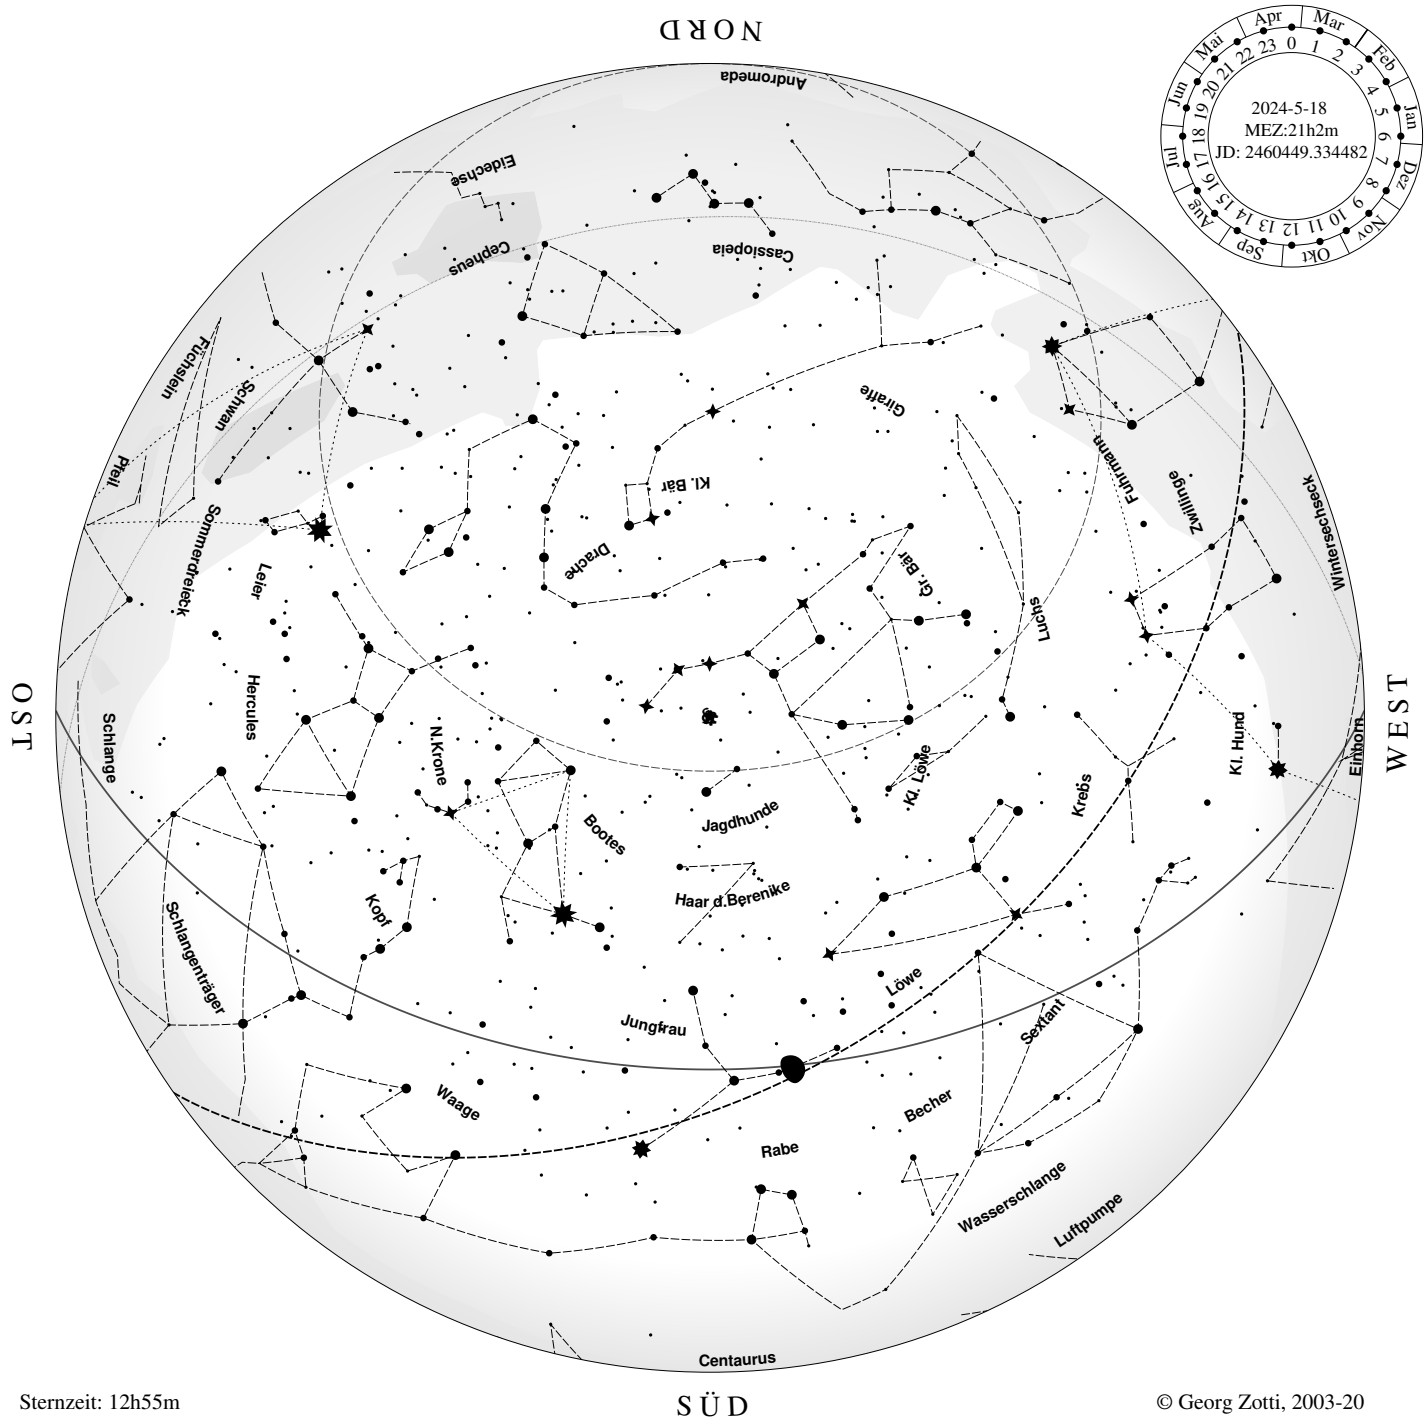 NORD
Apr
Mar
Feb
Jan
Dez
Nov
Okt
Sep
Aug
Jul
Jun
Mai
0
1
2
3
4
5
6
7
8
9
10
11
12
13
14
15
16
17
18
19
20
21
22
23
2024-5-18
MEZ:21h2m
JD: 2460449.334482
Andromeda
Eidechse
Cepheus
Cassiopeia
Füchslein
Schwan
Giraffe
Pfeil
Kl. Bär
Fuhrmann
Zwillinge
Wintersechseck
Sommerdreieck
Leier
Drache
Gr. Bär
Luchs
OST
Schlange
Hercules
N.Krone
Kl. Löwe
Krebs
Kl. Hund
Einhorn
WEST
Bootes
Jagdhunde
Haar d.Berenike
Kopf
Schlangenträger
Löwe
Jungfrau
Sextant
Waage
Becher
Rabe
Wasserschlange
Luftpumpe
Centaurus
Sternzeit: 12h55m
SÜD
© Georg Zotti, 2003-20